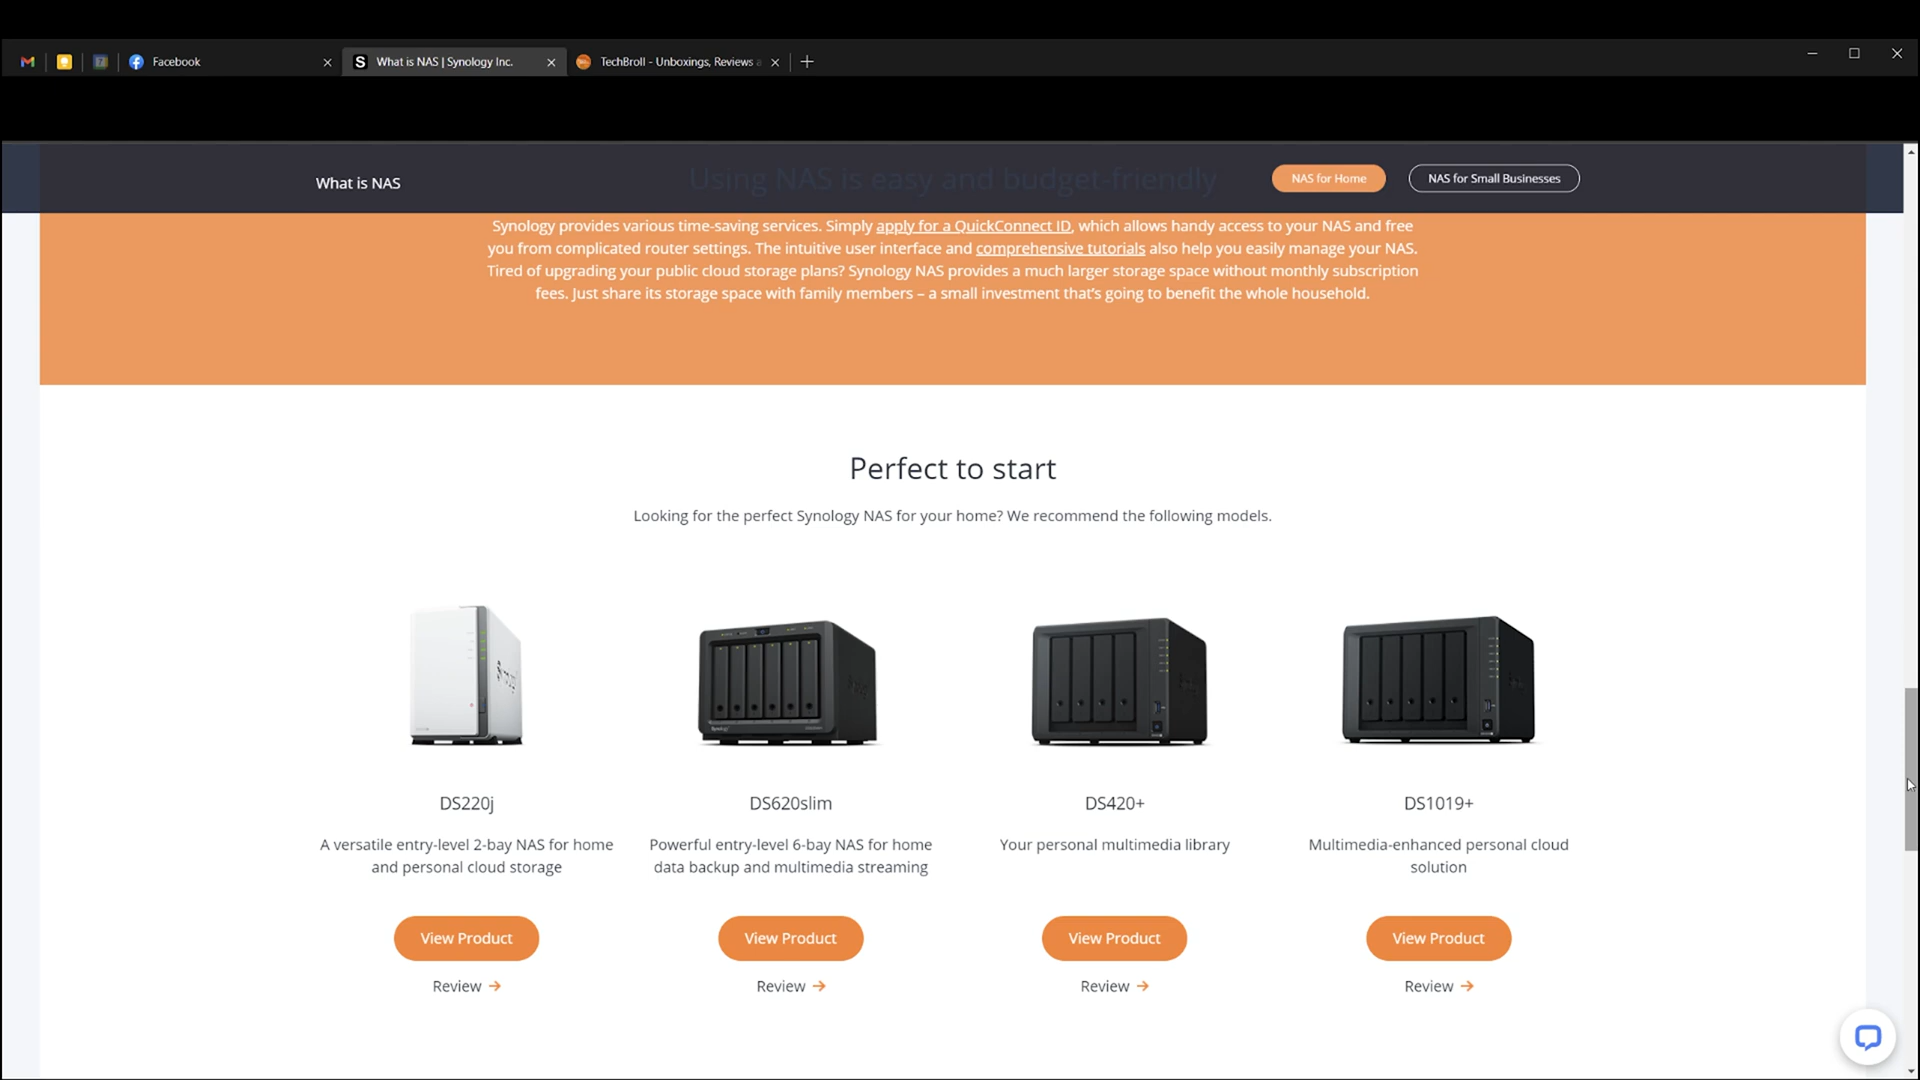 Facebook
What is NAS | Synology Inc.
TechBroll - Unboxings, Reviews a
What is NAS
Using NAS is easy and budget-friendly
NAS for Home
NAS for Small Businesses
Synology provides various time-saving services. Simply apply for a QuickConnect ID, which allows handy access to your NAS and free
you from complicated router settings. The intuitive user interface and comprehensive tutorials also help you easily manage your NAS.
Tired of upgrading your public cloud storage plans? Synology NAS provides a much larger storage space without monthly subscription
fees. Just share its storage space with family members – a small investment that's going to benefit the whole household.
Perfect to start
Looking for the perfect Synology NAS for your home? We recommend the following models.
DS220j
A versatile entry-level 2-bay NAS for home
and personal cloud storage
View Product
Review
DS620slim
Powerful entry-level 6-bay NAS for home
data backup and multimedia streaming
View Product
Review
DS420+
Your personal multimedia library
View Product
Review
DS1019+
Multimedia-enhanced personal cloud
solution
View Product
Review